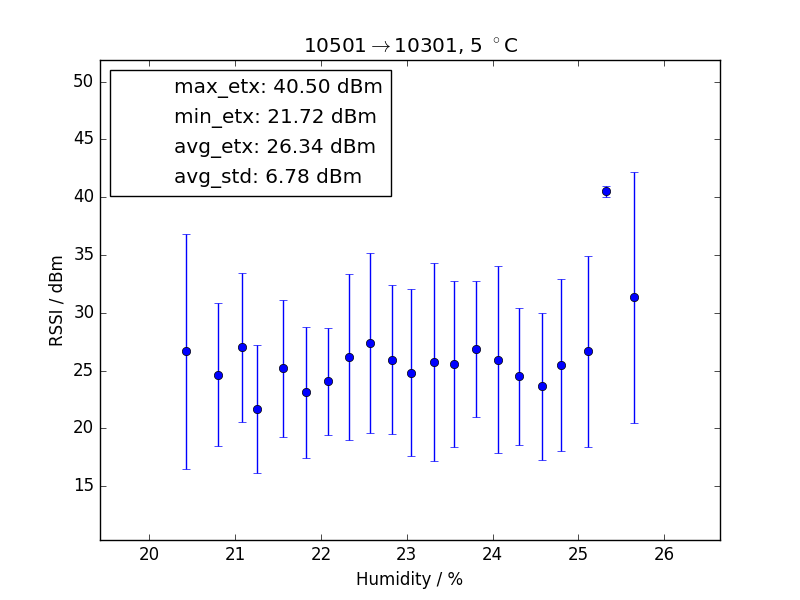 10501→10301, 5 °C
max_etx: 40.50 dBm
min_etx: 21.72 dBm
avg_etx: 26.34 dBm
avg_std: 6.78 dBm
RSSI / dBm
50
45
40
35
30
25
20
15
20 21 22 23 24 25 26
Humidity / %